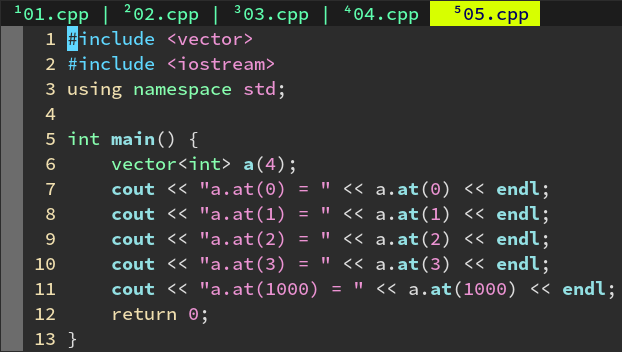 ¹01.cpp | ²02.cpp | ³03.cpp | ⁴04.cpp ⁵05.cpp
1 #include <vector>
2 #include <iostream>
3 using namespace std;
4
5 int main() {
6     vector<int> a(4);
7     cout << "a.at(0) = " << a.at(0) << endl;
8     cout << "a.at(1) = " << a.at(1) << endl;
9     cout << "a.at(2) = " << a.at(2) << endl;
10     cout << "a.at(3) = " << a.at(3) << endl;
11     cout << "a.at(1000) = " << a.at(1000) << endl;
12     return 0;
13 }